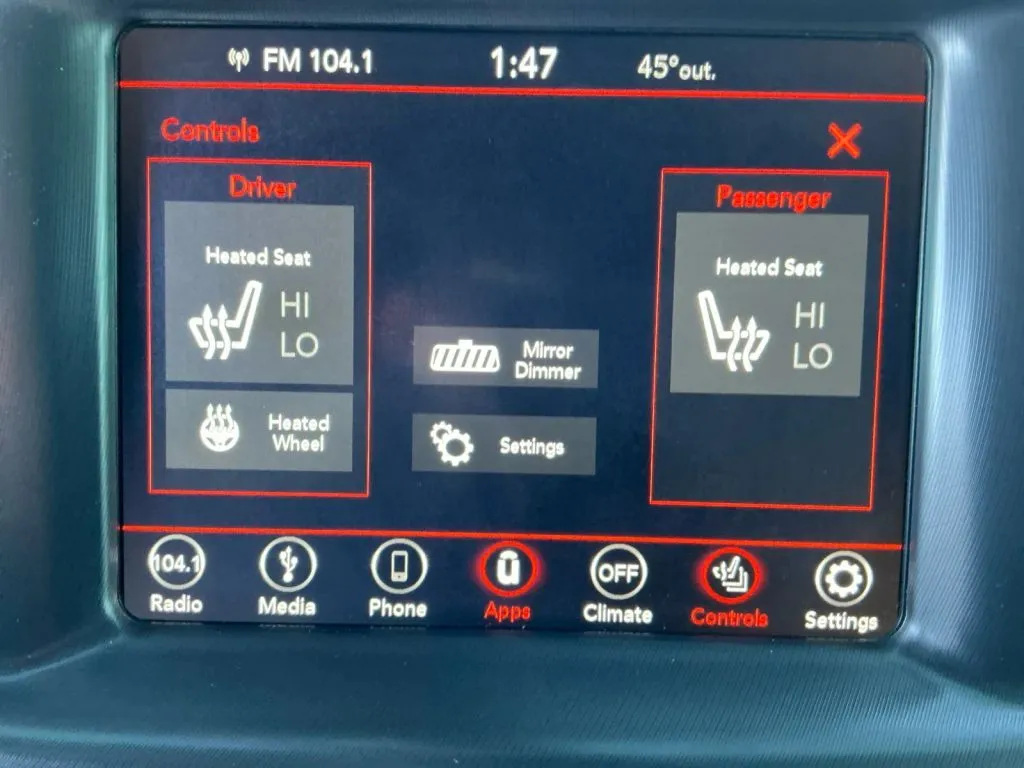 FM 104.1 1:47 45°out.
Controls
Driver
Heated Seat
HI
LO
Heated
Wheel
Mirror
Dimmer
Settings
Passenger
Heated Seat
HI
LO
104.1 OFF
Radio Media Phone Apps Climate Controls Settings